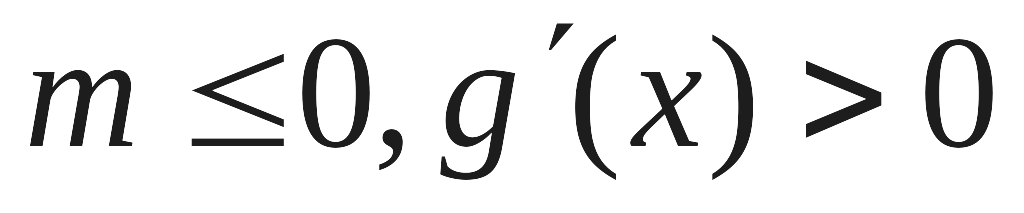 m ≤0, g′(x) > 0